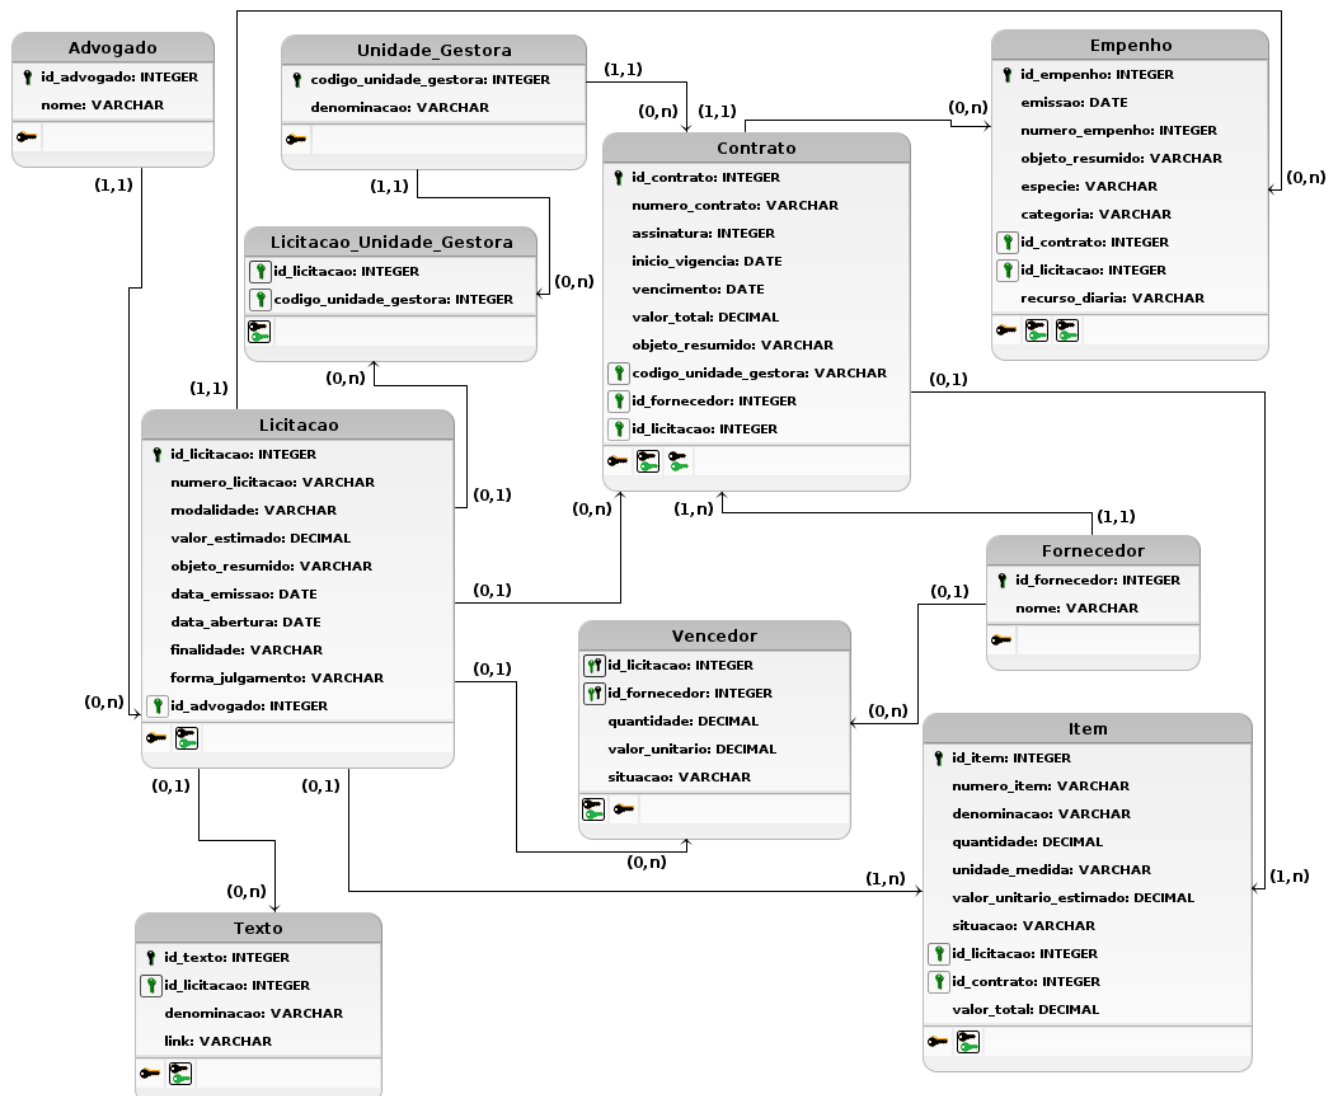 Advogado
id_advogado: INTEGER
nome: VARCHAR
(1,1)
Unidade_Gestora
codigo_unidade_gestora: INTEGER
denominacao: VARCHAR
(1,1)
(0,n)
(1,1)
Licitacao_Unidade_Gestora
id_licitacao: INTEGER
codigo_unidade_gestora: INTEGER
(0,n)
(0,n)
Contrato
id_contrato: INTEGER
numero_contrato: VARCHAR
assinatura: INTEGER
inicio_vigencia: DATE
vencimento: DATE
valor_total: DECIMAL
objeto_resumido: VARCHAR
codigo_unidade_gestora: VARCHAR
id_fornecedor: INTEGER
id_licitacao: INTEGER
(1,1)
(0,n)
(0,1)
(0,n)
(1,n)
Empenho
id_empenho: INTEGER
emissao: DATE
numero_empenho: INTEGER
objeto_resumido: VARCHAR
especie: VARCHAR
categoria: VARCHAR
id_contrato: INTEGER
id_licitacao: INTEGER
recurso_diaria: VARCHAR
(0,n)
(1,1)
Licitacao
id_licitacao: INTEGER
numero_licitacao: VARCHAR
modalidade: VARCHAR
valor_estimado: DECIMAL
objeto_resumido: VARCHAR
data_emissao: DATE
data_abertura: DATE
finalidade: VARCHAR
forma_julgamento: VARCHAR
id_advogado: INTEGER
(0,n)
(0,1)
(0,1)
(0,1)
(0,1)
(0,1)
Fornecedor
id_fornecedor: INTEGER
nome: VARCHAR
(1,1)
(0,1)
Vencedor
id_licitacao: INTEGER
id_fornecedor: INTEGER
quantidade: DECIMAL
valor_unitario: DECIMAL
situacao: VARCHAR
(0,n)
(0,n)
Item
id_item: INTEGER
numero_item: VARCHAR
denominacao: VARCHAR
quantidade: DECIMAL
unidade_medida: VARCHAR
valor_unitario_estimado: DECIMAL
situacao: VARCHAR
id_licitacao: INTEGER
id_contrato: INTEGER
valor_total: DECIMAL
(1,n)
(1,n)
(0,n)
Texto
id_texto: INTEGER
id_licitacao: INTEGER
denominacao: VARCHAR
link: VARCHAR